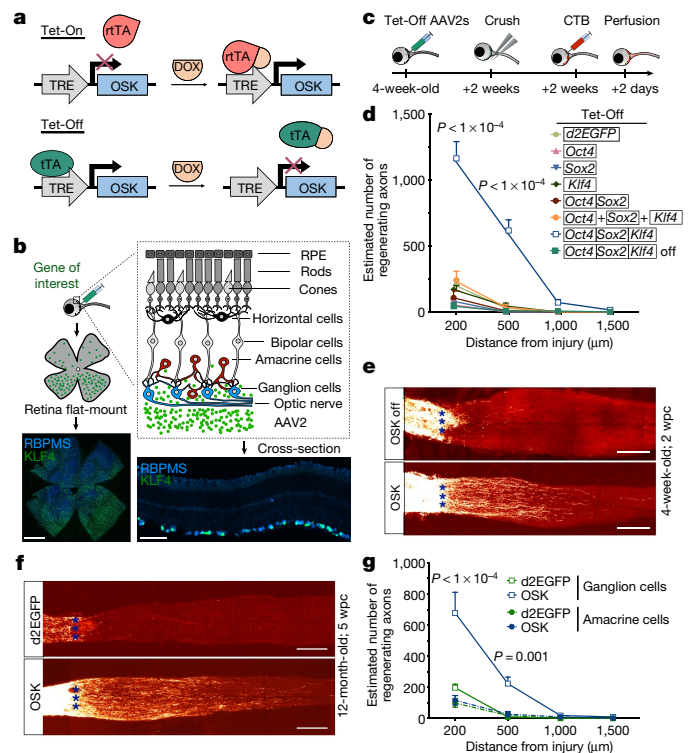 a
Tet-On
rtTA
TRE
OSK
DOX
rtTA
TRE
OSK
Tet-Off
tTA
TRE
OSK
DOX
tTA
TRE
OSK
b
Gene of
interest
Retina flat-mount
RBPMS
KLF4
RPE
Rods
Cones
Horizontal cells
Bipolar cells
Amacrine cells
Ganglion cells
Optic nerve
AAV2
Cross-section
RBPMS
KLF4
c
Tet-Off AAV2s
Crush
CTB
Perfusion
4-week-old
+2 weeks
+2 weeks
+2 days
d
Estimated number of
regenerating axons
1,500
1,000
500
0
200
500
1,000
1,500
Distance from injury (μm)
P < 1 × 10⁻⁴
P < 1 × 10⁻⁴
Tet-Off
d2EGFP
Oct4
Sox2
Klf4
Oct4 Sox2
Oct4 + Sox2 + Klf4
Oct4 Sox2 Klf4
Oct4 Sox2 Klf4 off
e
OSK off
OSK
4-week-old; 2 wpc
f
d2EGFP
OSK
12-month-old; 5 wpc
g
Estimated number of
regenerating axons
1,000
800
600
400
200
0
200
500
1,000
1,500
Distance from injury (μm)
P < 1 × 10⁻⁴
P = 0.001
d2EGFP
OSK
Ganglion cells
d2EGFP
OSK
Amacrine cells